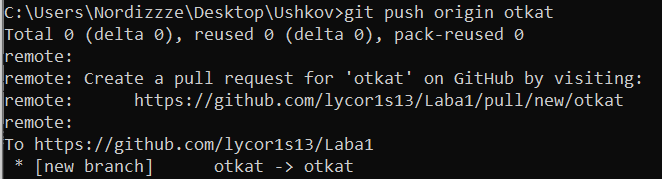 C:\Users\Nordizzze\Desktop\Ushkov>git push origin otkat
Total 0 (delta 0), reused 0 (delta 0), pack-reused 0
remote:
remote: Create a pull request for 'otkat' on GitHub by visiting:
remote:      https://github.com/lycor1s13/Laba1/pull/new/otkat
remote:
To https://github.com/lycor1s13/Laba1
 * [new branch]      otkat -> otkat